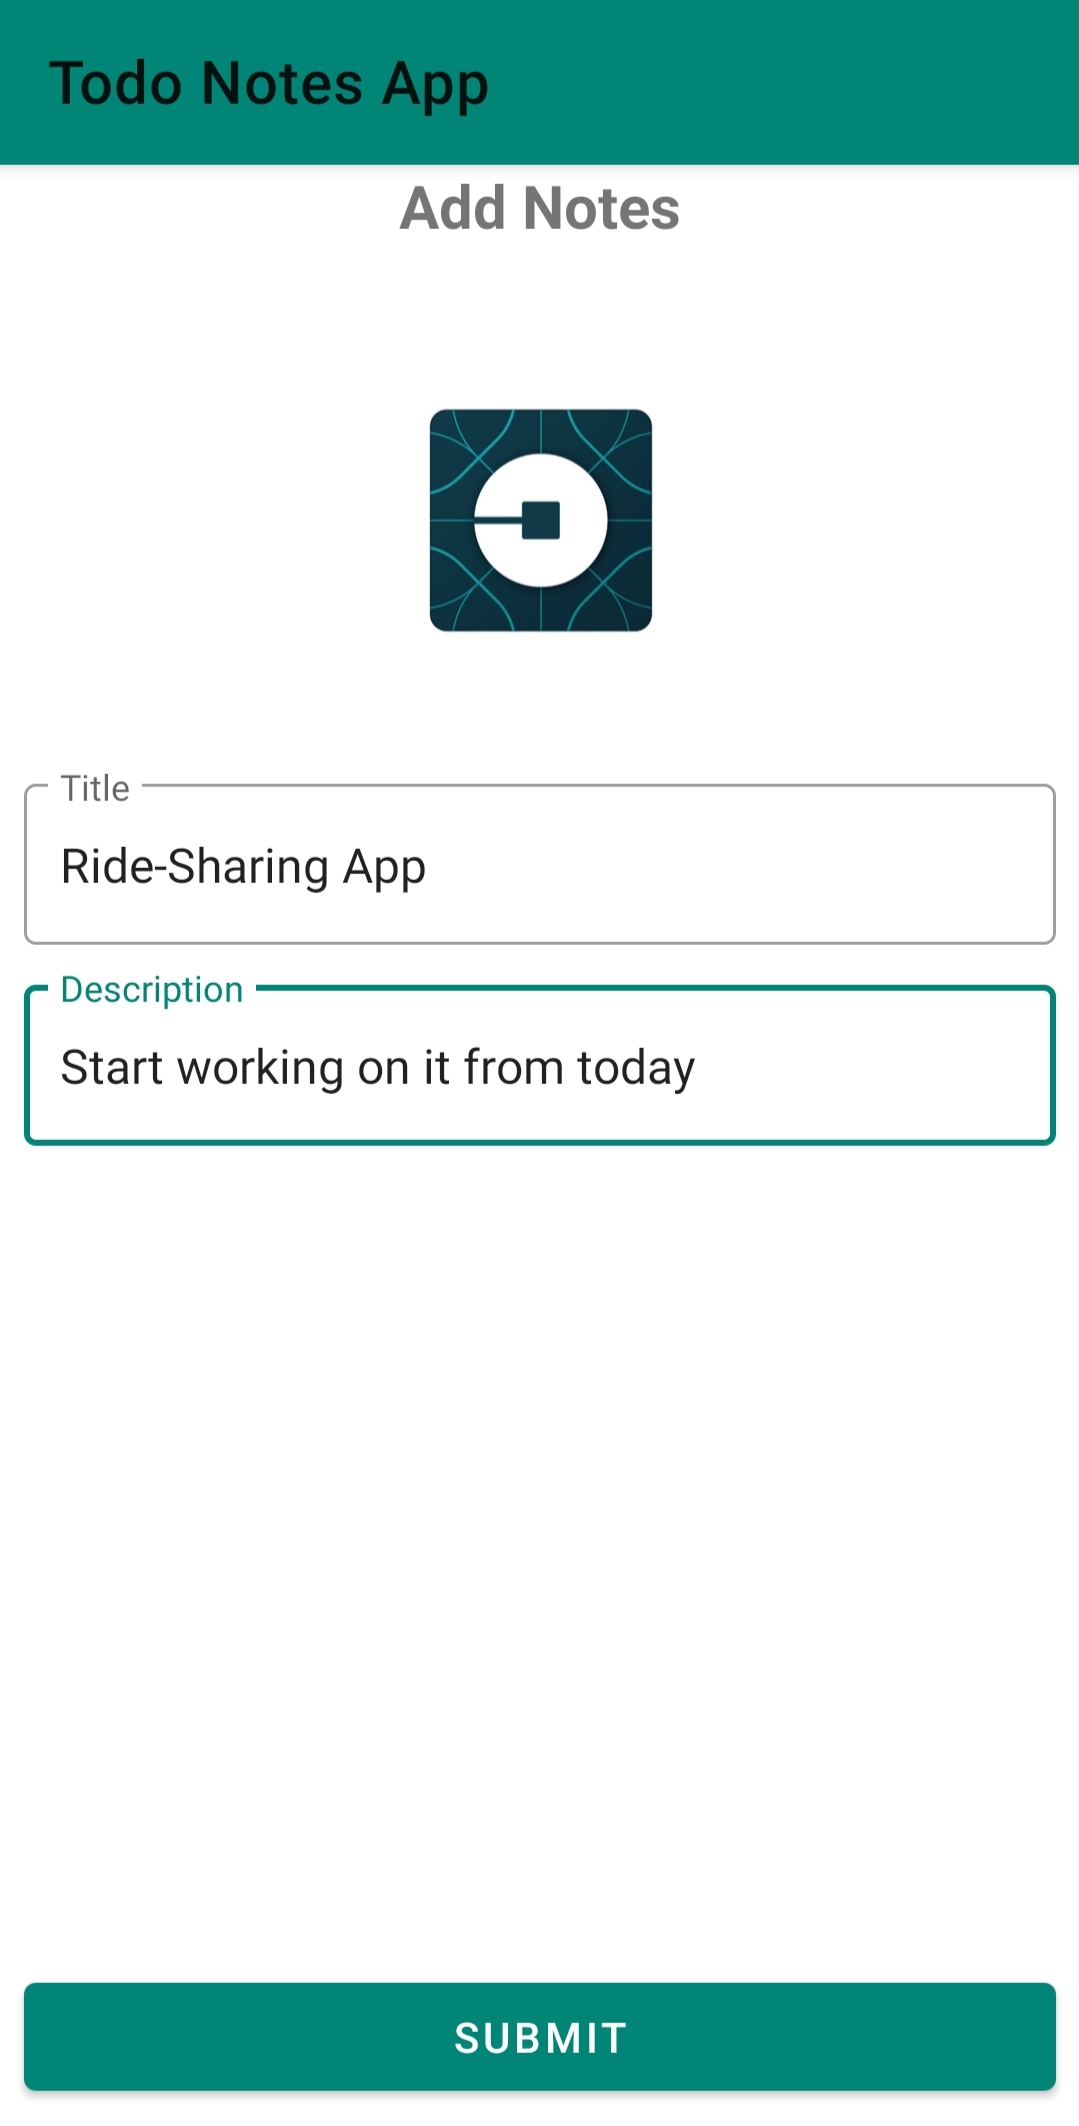 Todo Notes App
Add Notes
Title
Ride-Sharing App
Description
Start working on it from today
SUBMIT